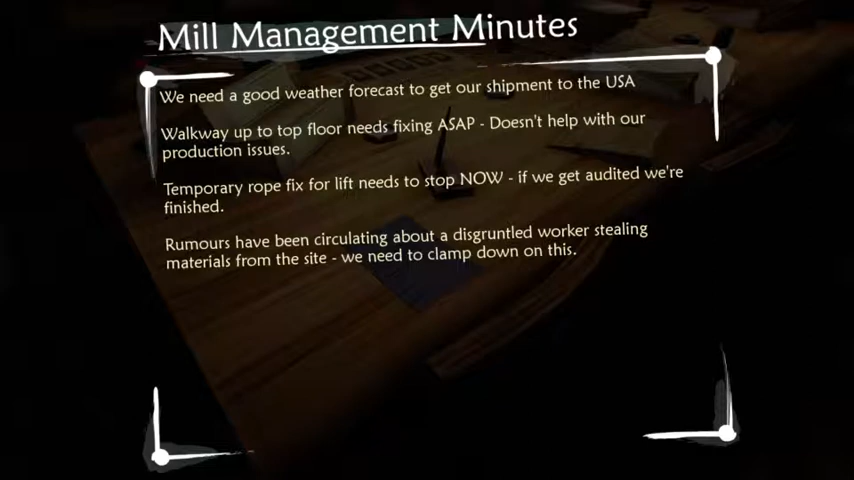 Mill Management Minutes
We need a good weather forecast to get our shipment to the USA
Walkway up to top floor needs fixing ASAP - Doesn't help with our
production issues.
Temporary rope fix for lift needs to stop NOW - if we get audited we're
finished.
Rumours have been circulating about a disgruntled worker stealing
materials from the site - we need to clamp down on this.